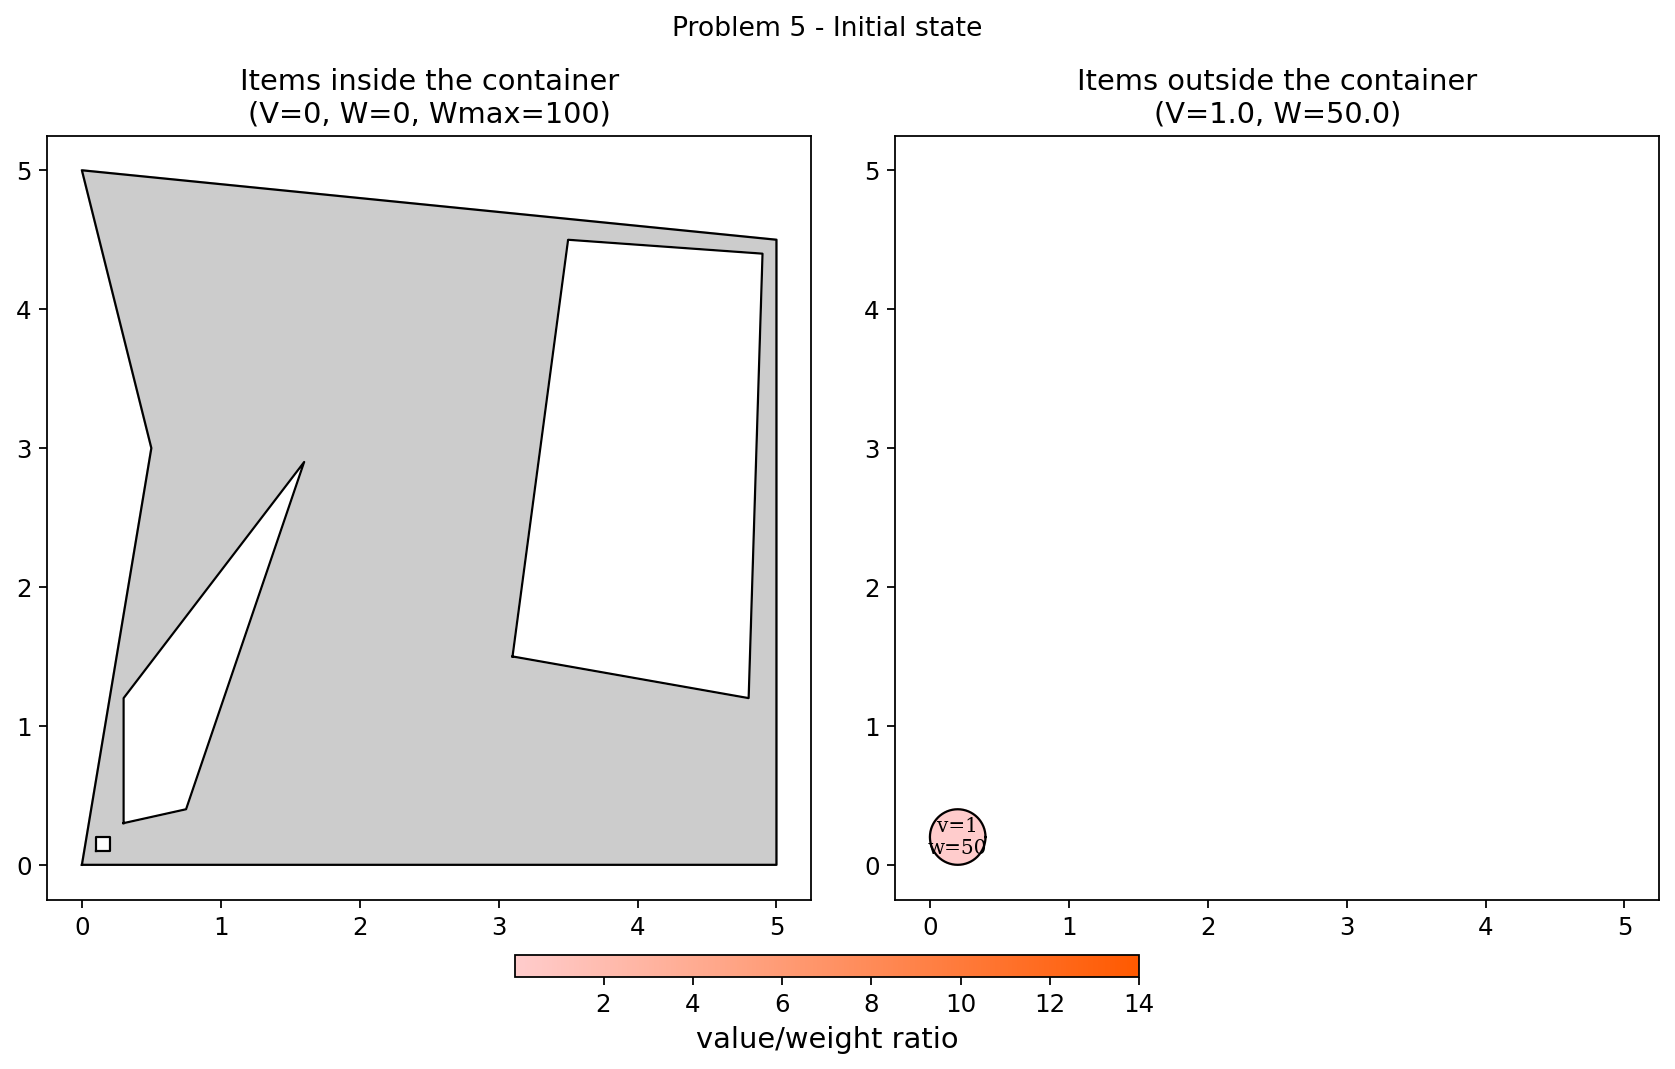 Problem 5 - Initial state
Items inside the container
(V=0, W=0, Wmax=100)
5
4
3
2
1
0
0 1 2 3 4 5
Items outside the container
(V=1.0, W=50.0)
5
4
3
2
1
0
v=1
w=50
0 1 2 3 4 5
2 4 6 8 10 12 14
value/weight ratio